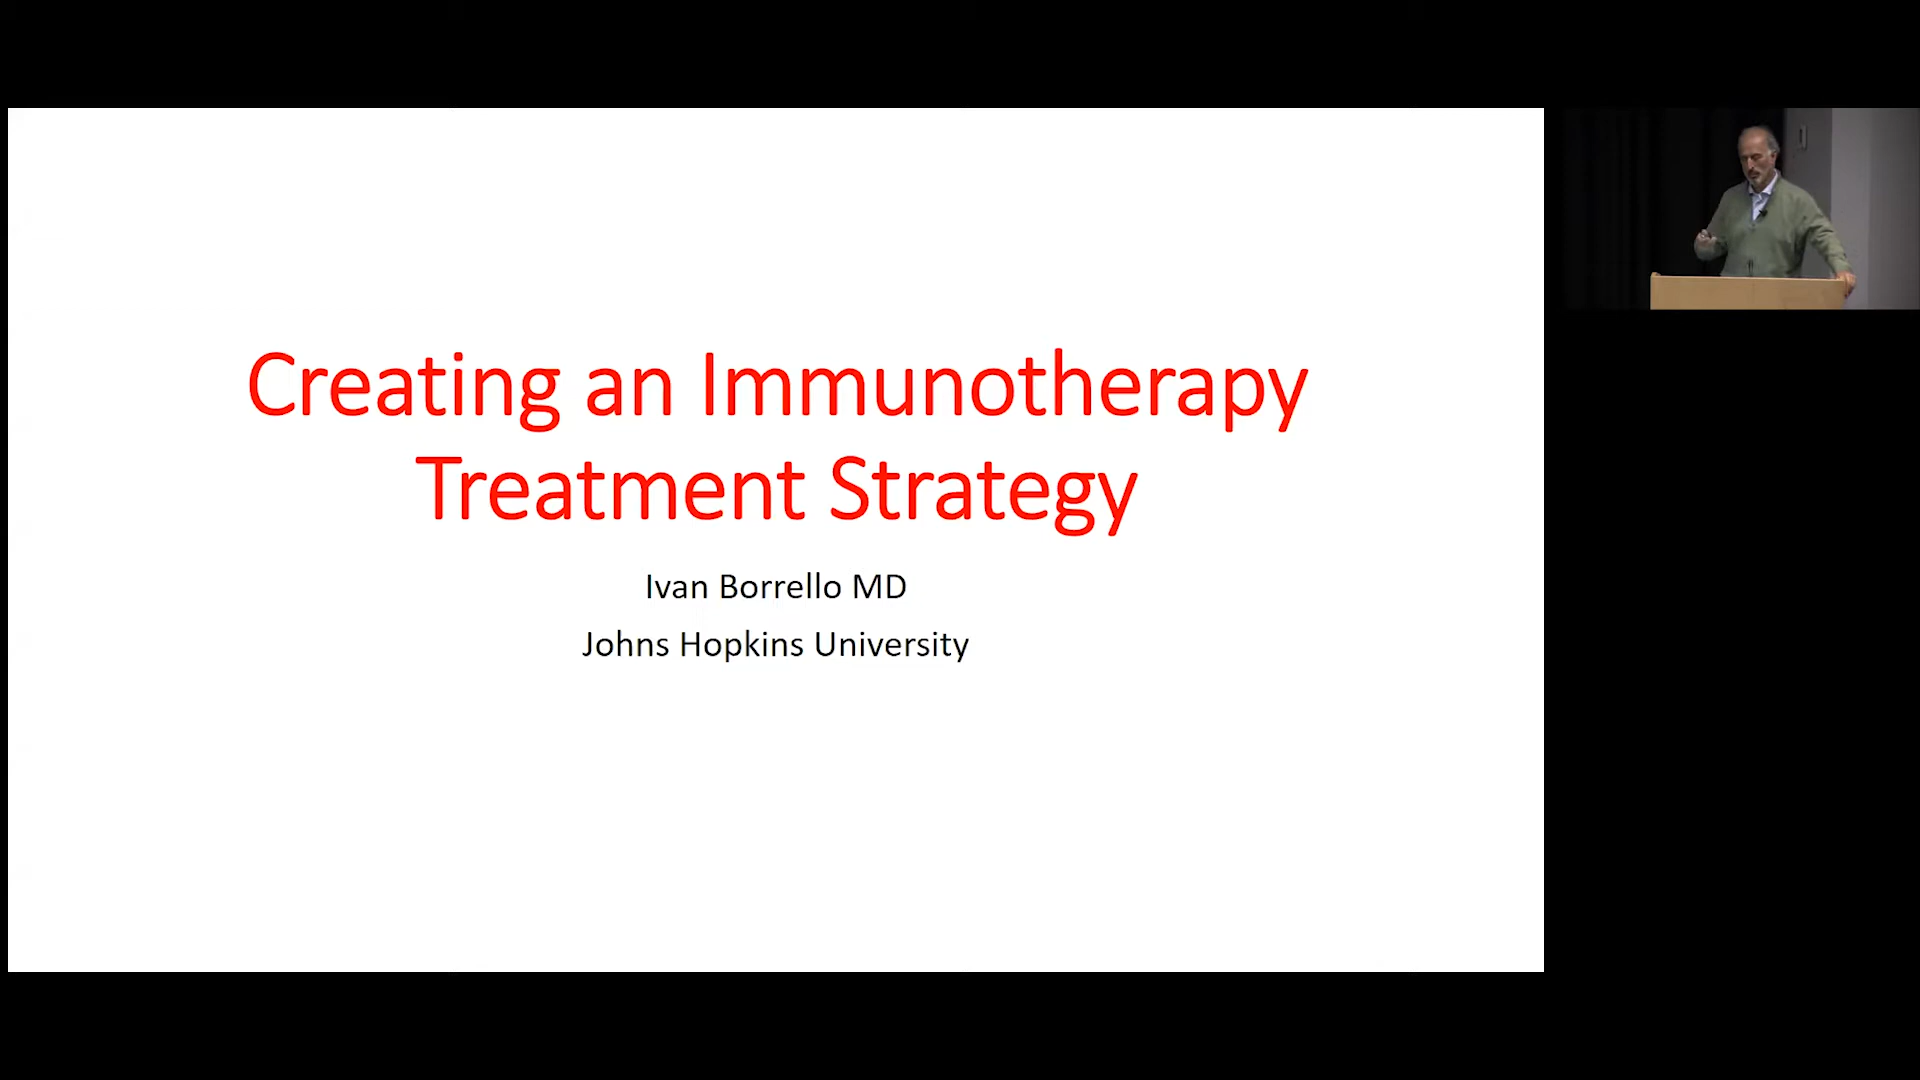 Creating an Immunotherapy
Treatment Strategy
Ivan Borrello MD
Johns Hopkins University